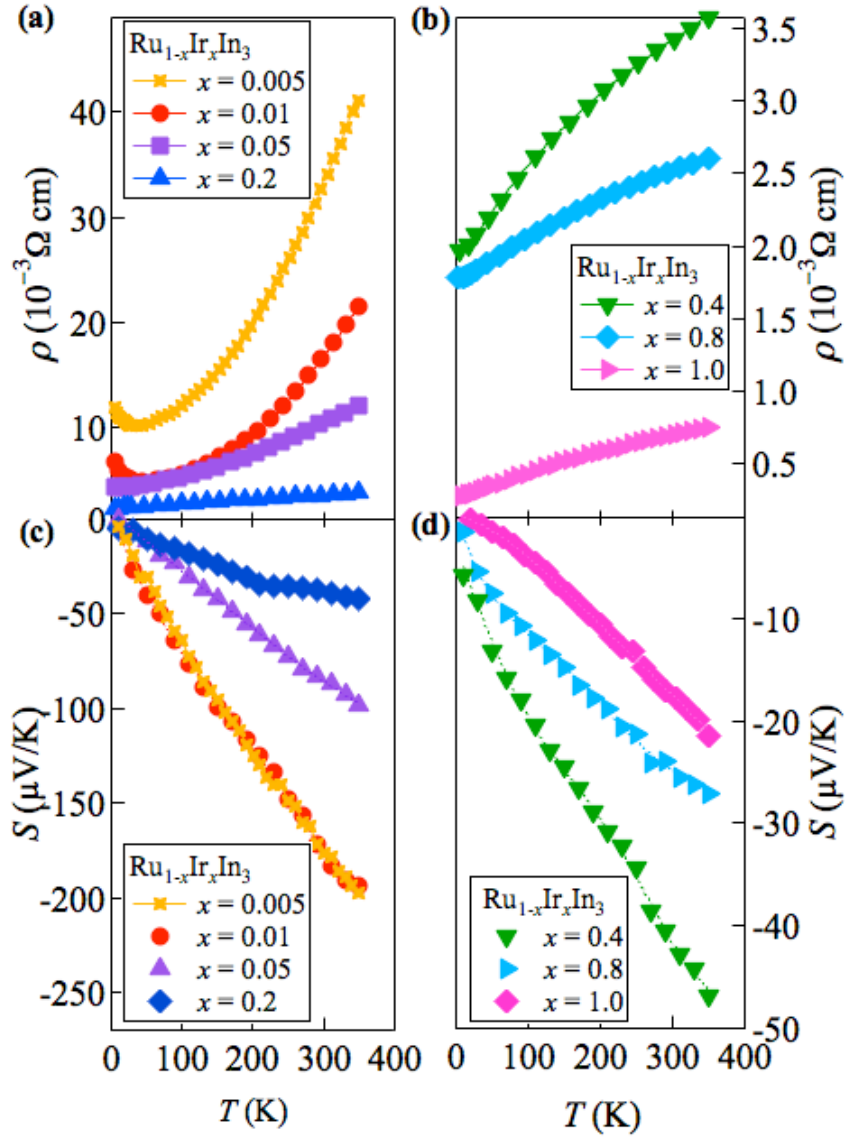 (a)
Ru1-xIrxIn3
x = 0.005
x = 0.01
x = 0.05
x = 0.2
40
30
20
10
0
ρ (10−3Ω cm)
(b)
3.5
3.0
2.5
2.0
1.5
1.0
0.5
ρ (10−3Ω cm)
Ru1-xIrxIn3
x = 0.4
x = 0.8
x = 1.0
(c)
-50
-100
-150
-200
-250
S (μV/K)
Ru1-xIrxIn3
x = 0.005
x = 0.01
x = 0.05
x = 0.2
0 100 200 300 400
T (K)
(d)
-10
-20
-30
-40
-50
S (μV/K)
Ru1-xIrxIn3
x = 0.4
x = 0.8
x = 1.0
0 100 200 300 400
T (K)